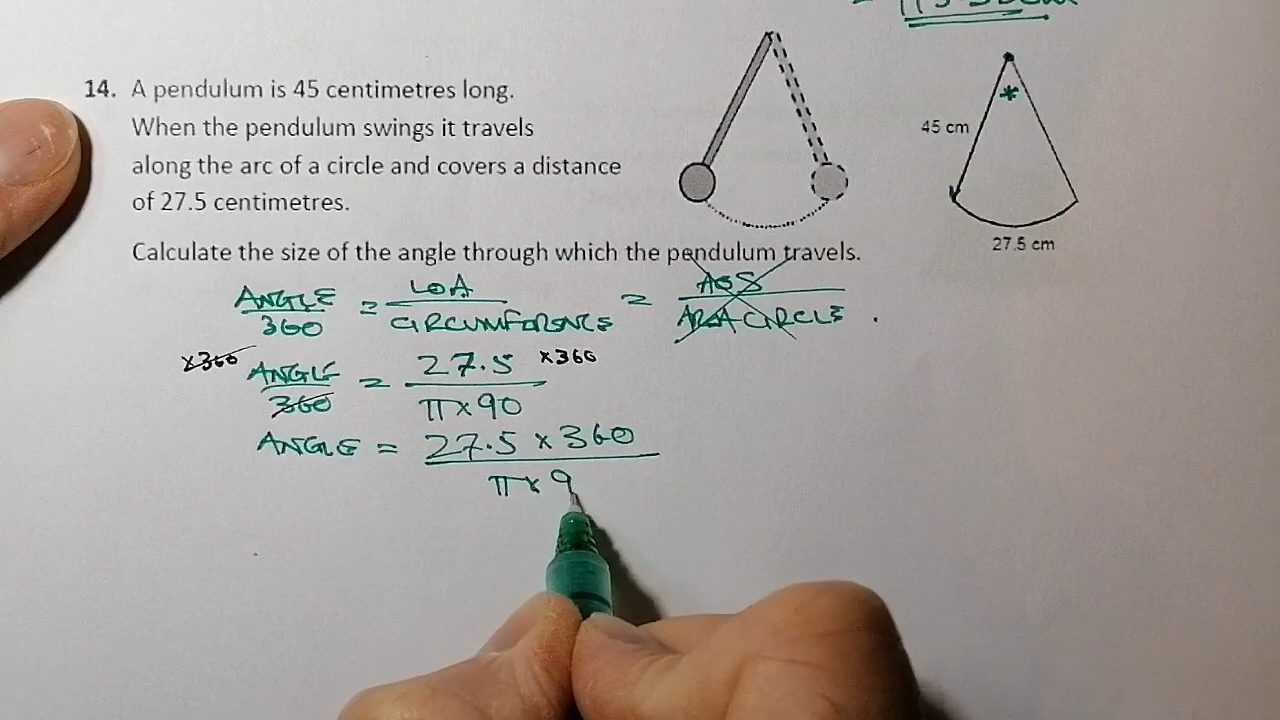 14. A pendulum is 45 centimetres long.
When the pendulum swings it travels
along the arc of a circle and covers a distance
of 27.5 centimetres.
45 cm
27.5 cm
Calculate the size of the angle through which the pendulum travels.
ANGLE/360 = LOA/CIRCUMFERENCE = AOS/AREA CIRCLE .
×360 ANGLE/360 = 27.5/π×90 ×360
ANGLE = 27.5 × 360
π × 9